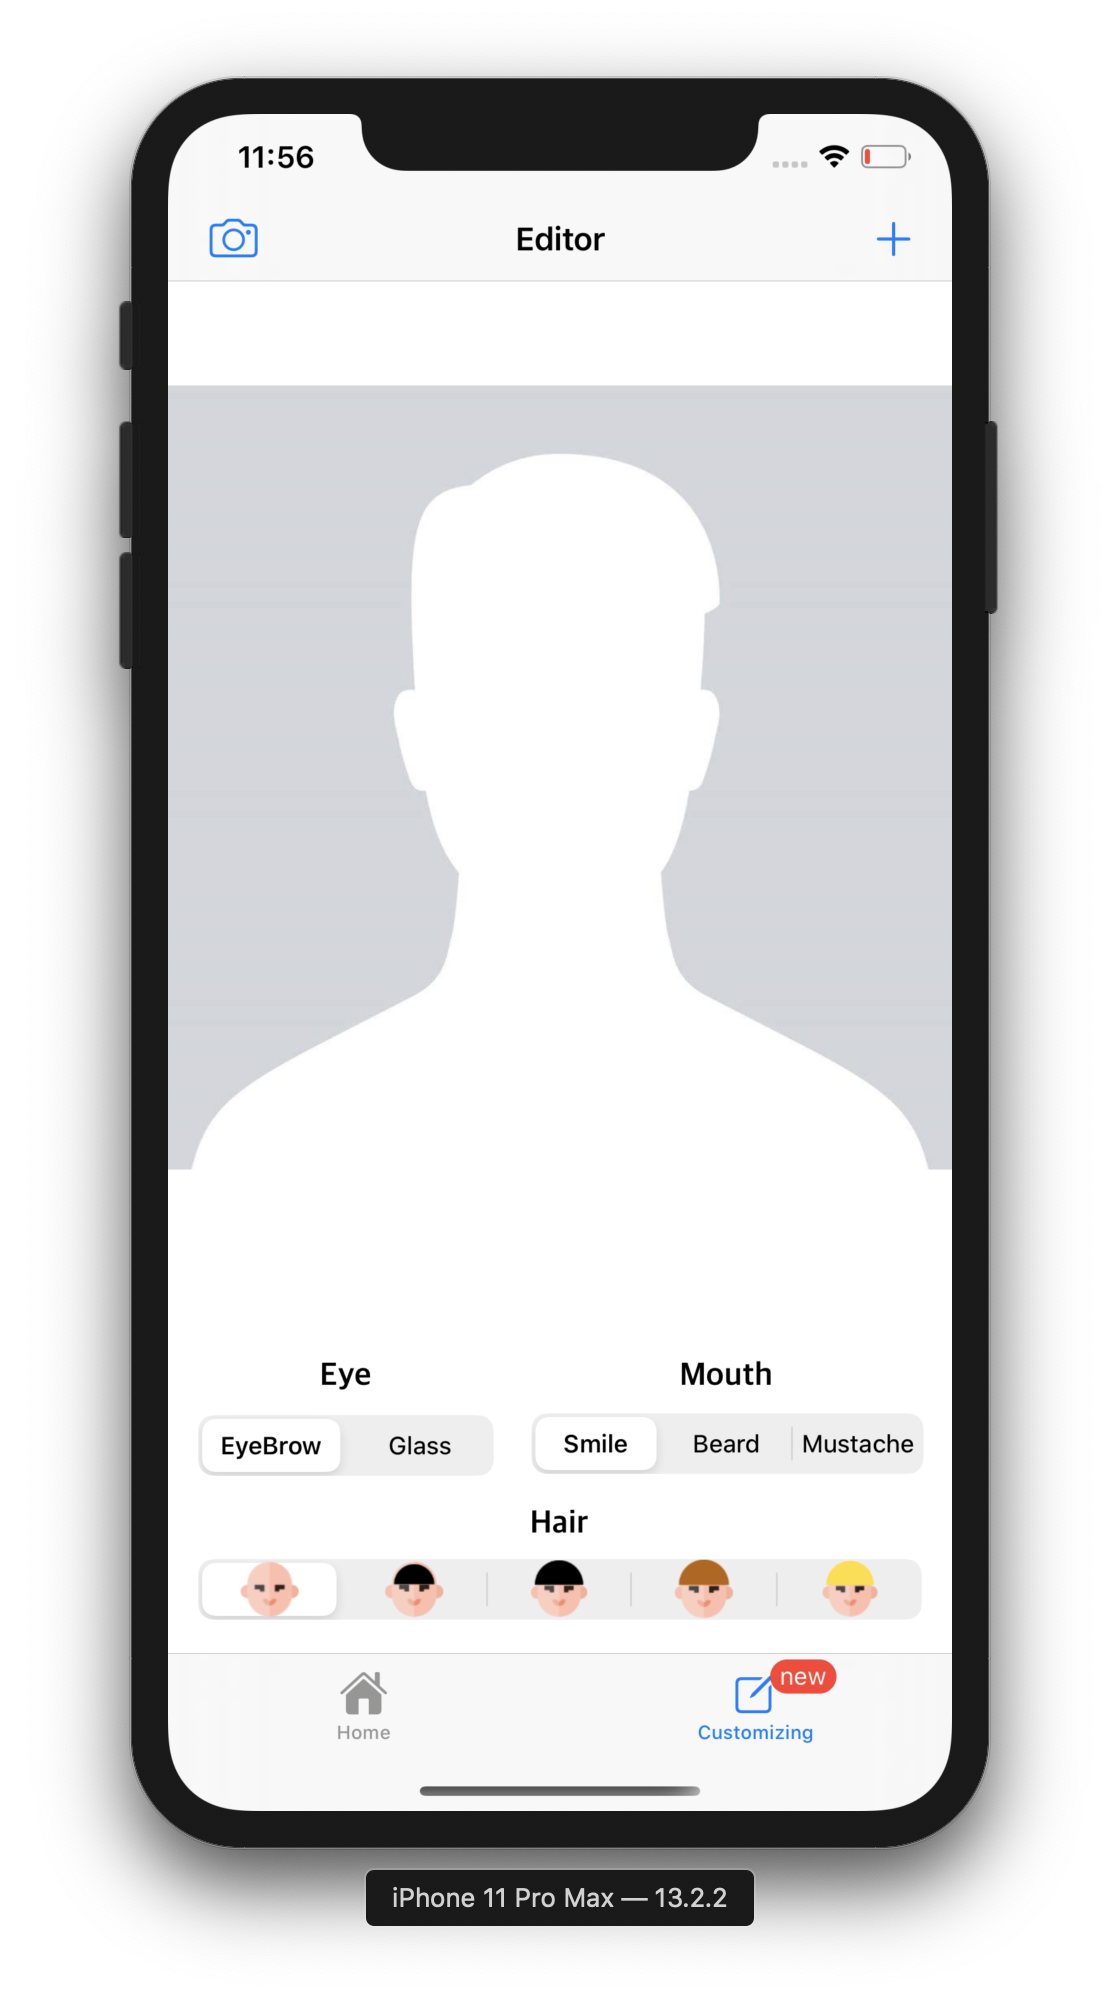 11:56
Editor
Eye
Mouth
EyeBrow Glass
Smile Beard Mustache
Hair
new
Home
Customizing
iPhone 11 Pro Max — 13.2.2